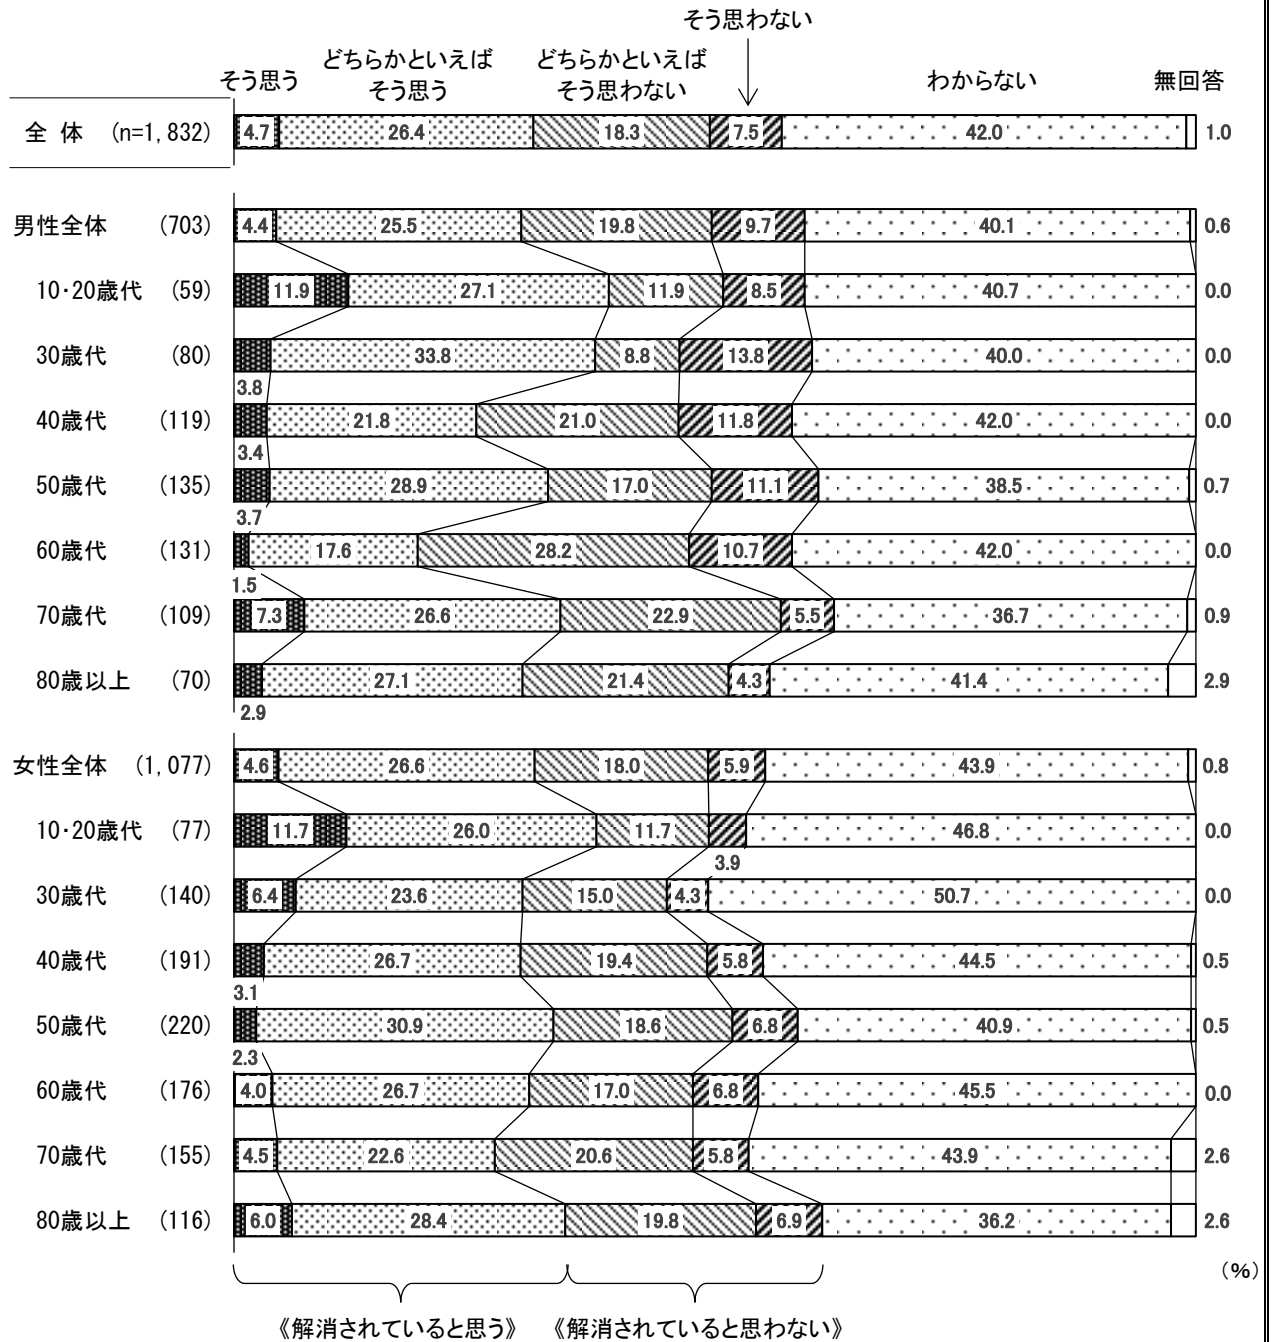 そう思わない
どちらかといえば どちらかといえば
そう思う そう思う そう思わない わからない 無回答
全 体 (n=1,832) 4.7 26.4 18.3 7.5 42.0 1.0
男性全体 (703) 4.4 25.5 19.8 9.7 40.1 0.6
10・20歳代 (59) 11.9 27.1 11.9 8.5 40.7 0.0
30歳代 (80) 33.8 8.8 13.8 40.0 0.0
3.8
40歳代 (119) 21.8 21.0 11.8 42.0 0.0
3.4
50歳代 (135) 28.9 17.0 11.1 38.5 0.7
3.7
60歳代 (131) 17.6 28.2 10.7 42.0 0.0
1.5
70歳代 (109) 7.3 26.6 22.9 5.5 36.7 0.9
80歳以上 (70) 27.1 21.4 4.3 41.4 2.9
2.9
女性全体 (1,077) 4.6 26.6 18.0 5.9 43.9 0.8
10・20歳代 (77) 11.7 26.0 11.7 46.8 0.0
3.9
30歳代 (140) 6.4 23.6 15.0 4.3 50.7 0.0
40歳代 (191) 26.7 19.4 5.8 44.5 0.5
3.1
50歳代 (220) 30.9 18.6 6.8 40.9 0.5
2.3
60歳代 (176) 4.0 26.7 17.0 6.8 45.5 0.0
70歳代 (155) 4.5 22.6 20.6 5.8 43.9 2.6
80歳以上 (116) 6.0 28.4 19.8 6.9 36.2 2.6
(%)
《解消されていると思う》 《解消されていると思わない》